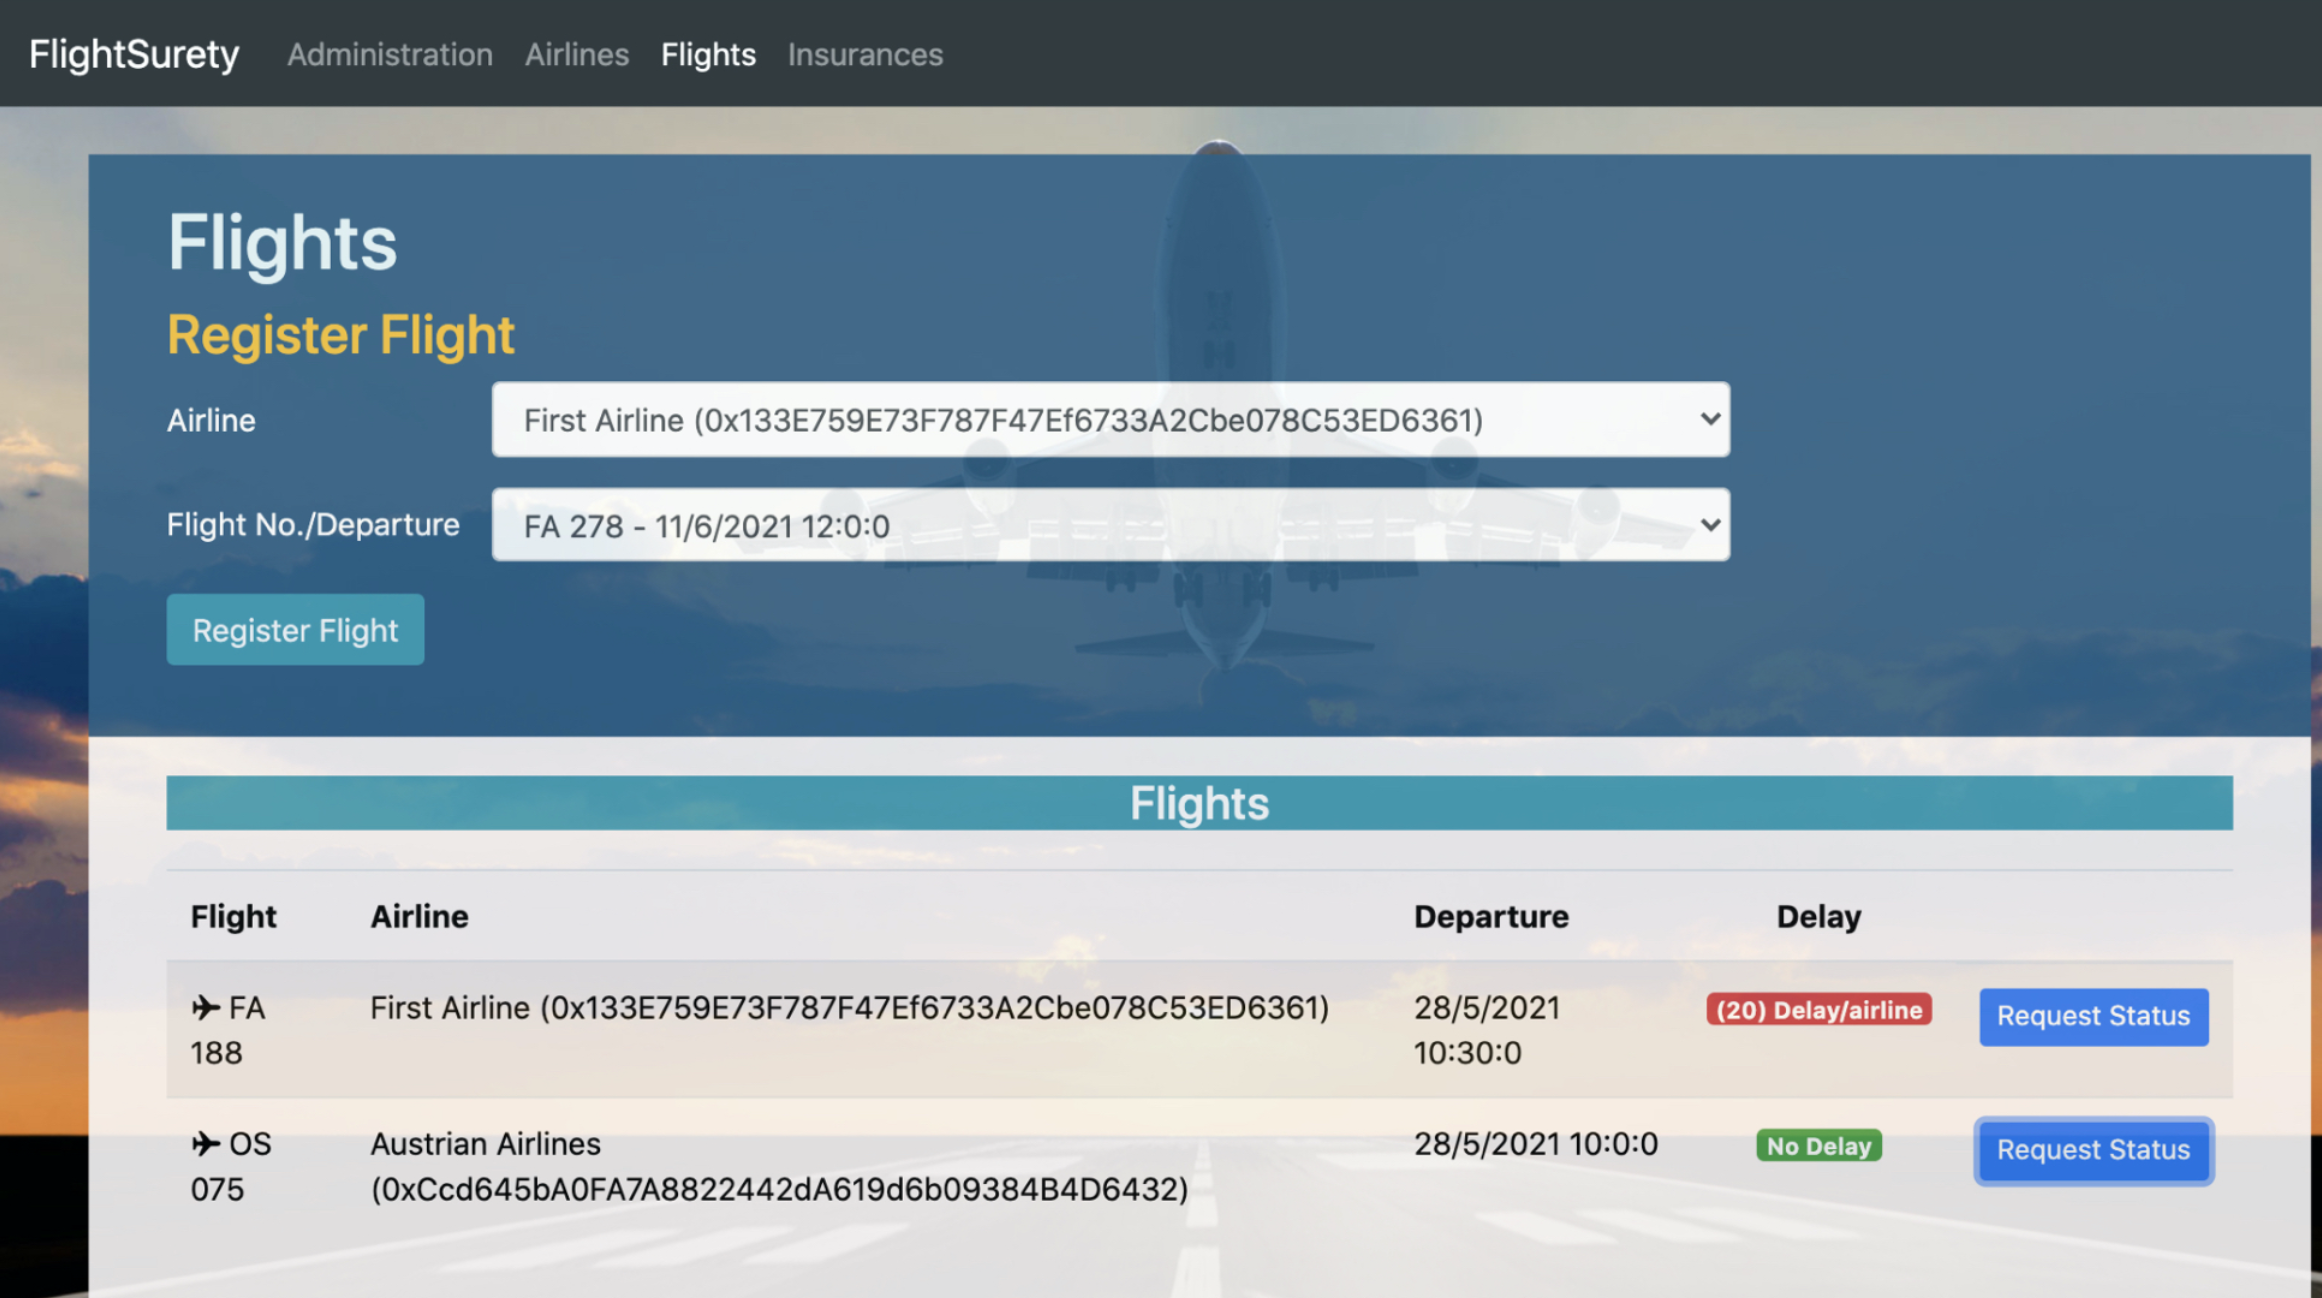 FlightSurety Administration Airlines Flights Insurances
Flights
Register Flight
Airline First Airline (0x133E759E73F787F47Ef6733A2Cbe078C53ED6361)
Flight No./Departure FA 278 - 11/6/2021 12:0:0
Register Flight
Flights
Flight Airline Departure Delay
FA First Airline (0x133E759E73F787F47Ef6733A2Cbe078C53ED6361) 28/5/2021 (20) Delay/airline Request Status
188 10:30:0
OS Austrian Airlines 28/5/2021 10:0:0 No Delay Request Status
075 (0xCcd645bA0FA7A8822442dA619d6b09384B4D6432)